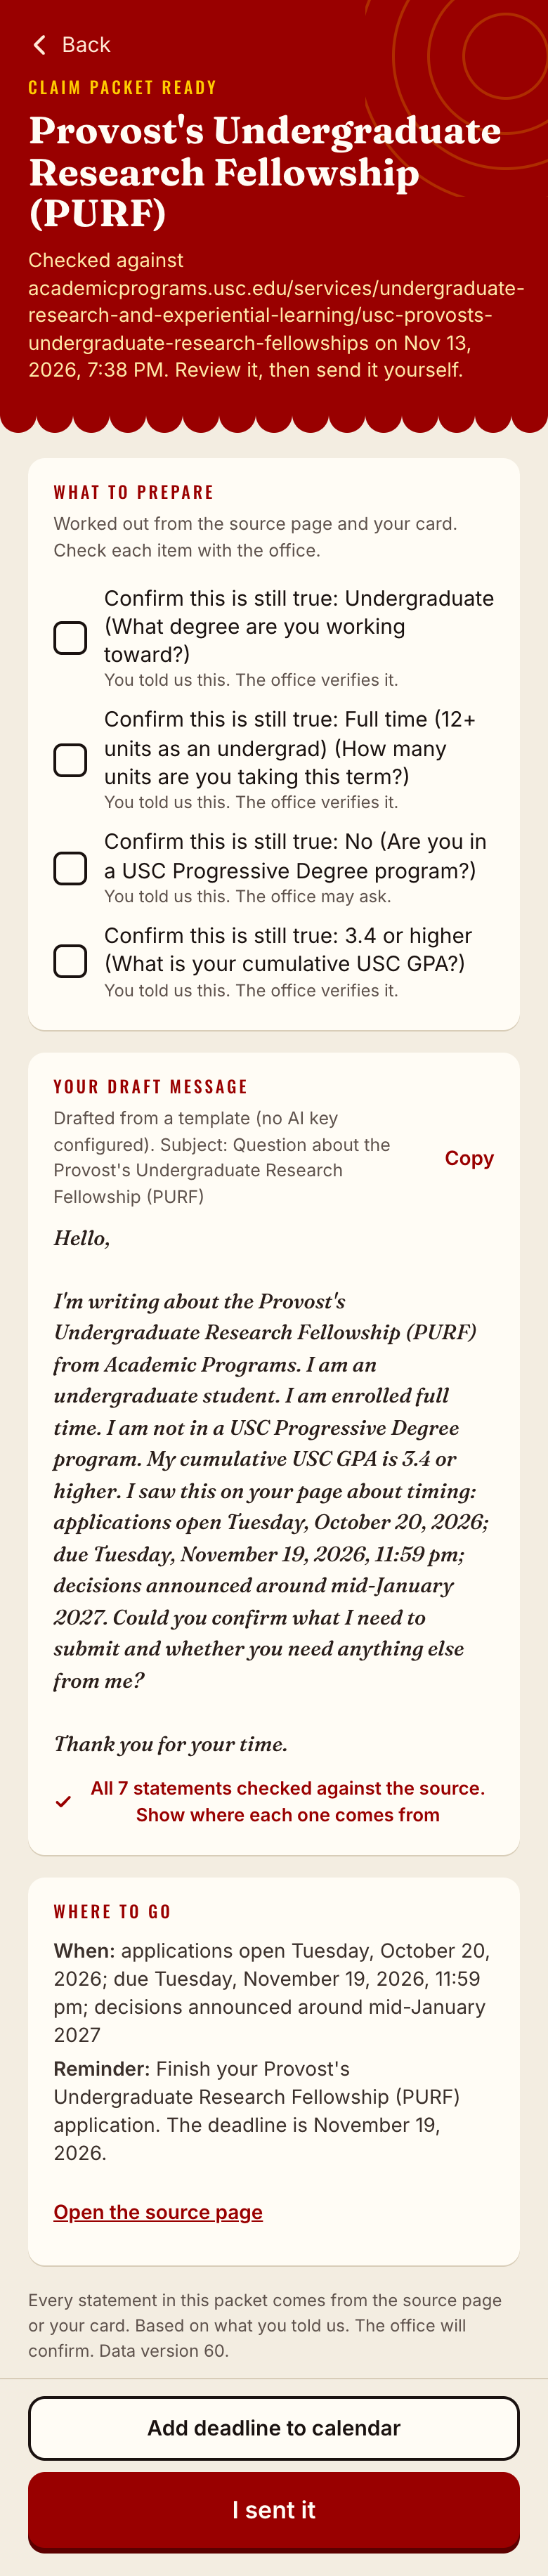 Back
CLAIM PACKET READY
Provost's Undergraduate
Research Fellowship
(PURF)
Checked against
academicprograms.usc.edu/services/undergraduate-
research-and-experiential-learning/usc-provosts-
undergraduate-research-fellowships on Nov 13,
2026, 7:38 PM. Review it, then send it yourself.
WHAT TO PREPARE
Worked out from the source page and your card.
Check each item with the office.
Confirm this is still true: Undergraduate
(What degree are you working
toward?)
You told us this. The office verifies it.
Confirm this is still true: Full time (12+
units as an undergrad) (How many
units are you taking this term?)
You told us this. The office verifies it.
Confirm this is still true: No (Are you in
a USC Progressive Degree program?)
You told us this. The office may ask.
Confirm this is still true: 3.4 or higher
(What is your cumulative USC GPA?)
You told us this. The office verifies it.
YOUR DRAFT MESSAGE
Drafted from a template (no AI key
configured). Subject: Question about the
Provost's Undergraduate Research
Fellowship (PURF)
Copy
Hello,
I'm writing about the Provost's
Undergraduate Research Fellowship (PURF)
from Academic Programs. I am an
undergraduate student. I am enrolled full
time. I am not in a USC Progressive Degree
program. My cumulative USC GPA is 3.4 or
higher. I saw this on your page about timing:
applications open Tuesday, October 20, 2026;
due Tuesday, November 19, 2026, 11:59 pm;
decisions announced around mid-January
2027. Could you confirm what I need to
submit and whether you need anything else
from me?
Thank you for your time.
All 7 statements checked against the source.
Show where each one comes from
WHERE TO GO
When: applications open Tuesday, October 20,
2026; due Tuesday, November 19, 2026, 11:59
pm; decisions announced around mid-January
2027
Reminder: Finish your Provost's
Undergraduate Research Fellowship (PURF)
application. The deadline is November 19,
2026.
Open the source page
Every statement in this packet comes from the source page
or your card. Based on what you told us. The office will
confirm. Data version 60.
Add deadline to calendar
I sent it